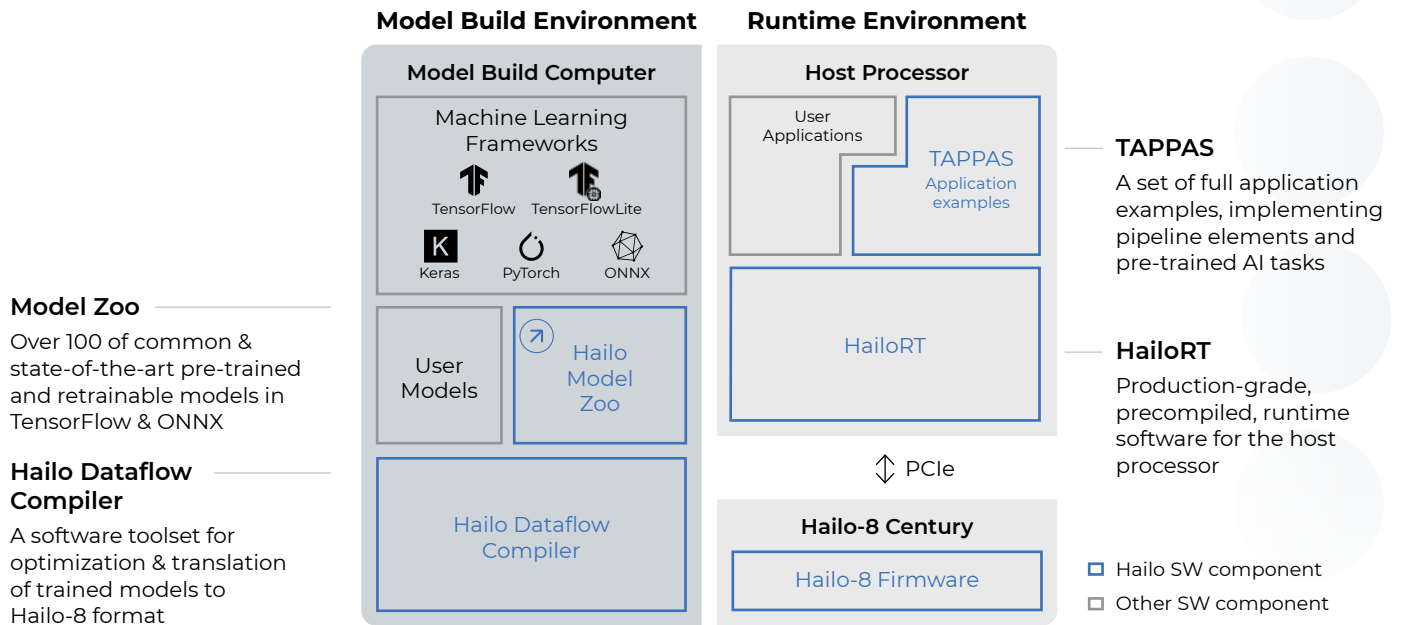 Model Build Environment
Runtime Environment
Model Build Computer
Machine Learning
Frameworks
TensorFlow
TensorFlowLite
K
Keras
PyTorch
ONNX
User
Models
Hailo
Model
Zoo
Hailo Dataflow
Compiler
Host Processor
User
Applications
TAPPAS
Application
examples
HailoRT
PCIe
Hailo-8 Century
Hailo-8 Firmware
Model Zoo
Over 100 of common &
state-of-the-art pre-trained
and retrainable models in
TensorFlow & ONNX
Hailo Dataflow
Compiler
A software toolset for
optimization & translation
of trained models to
Hailo-8 format
TAPPAS
A set of full application
examples, implementing
pipeline elements and
pre-trained AI tasks
HailoRT
Production-grade,
precompiled, runtime
software for the host
processor
Hailo SW component
Other SW component